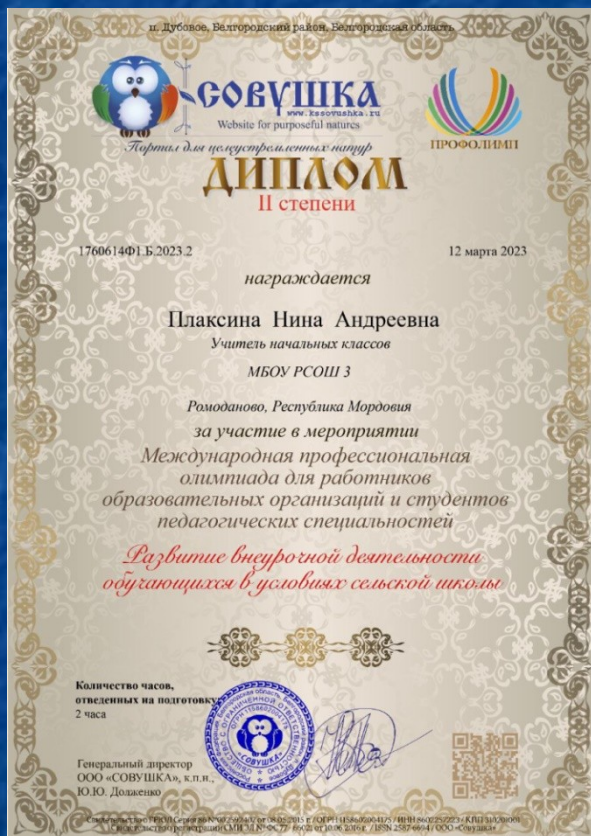 п. Дубовое, Белгородский район, Белгородская область
СОВУШКА
www.kssovushka.ru
Website for purposeful natures
Портал для целеустремленных натур
ПРОФОЛИМП
ДИПЛОМ
II степени
1760614Ф1.Б.2023.2
12 марта 2023
награждается
Плаксина Нина Андреевна
Учитель начальных классов
МБОУ РСОШ 3
Ромоданово, Республика Мордовия
за участие в мероприятии
Международная профессиональная
олимпиада для работников
образовательных организаций и студентов
педагогических специальностей
Развитие внеурочной деятельности
обучающихся в условиях сельской школы
Количество часов,
отведенных на подготовку
2 часа
«СОВУШКА»
Генеральный директор
ООО «СОВУШКА», к.п.н.,
Ю.Ю. Долженко